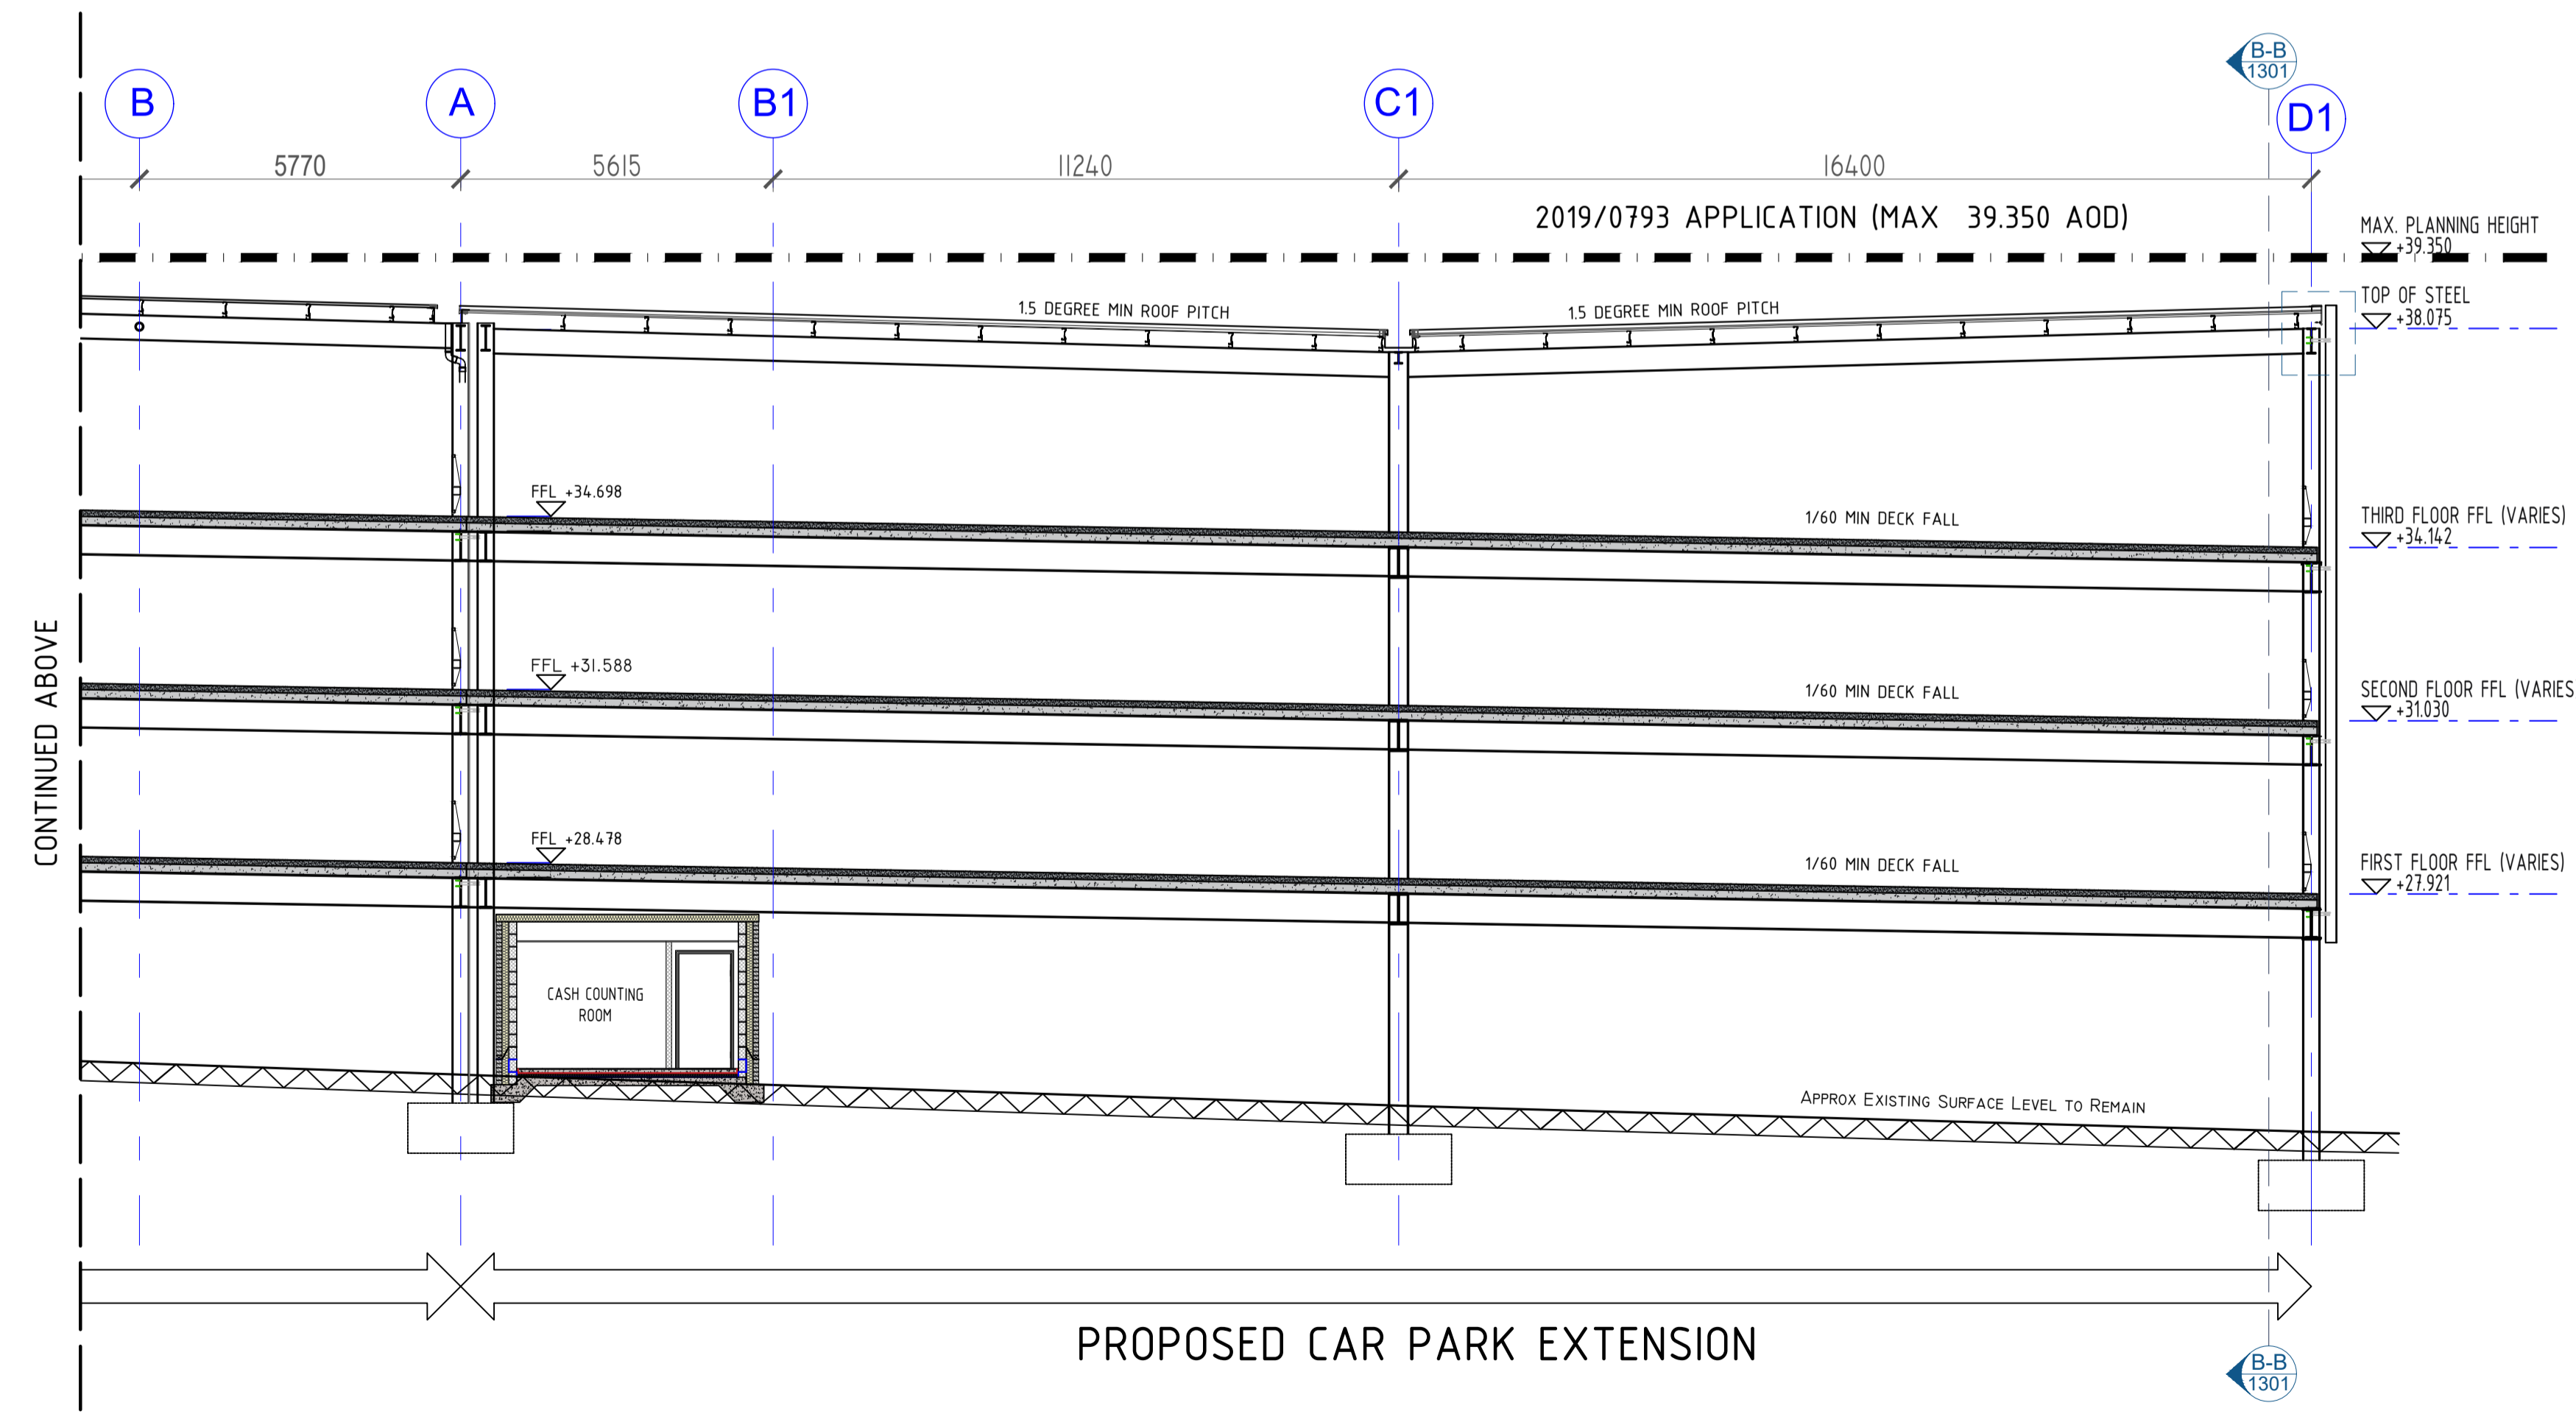 B-B
1301
B
A
B1
C1
D1
5770
5615
11240
16400
2019/0793 APPLICATION (MAX 39.350 AOD)
MAX. PLANNING HEIGHT
+39.350
1.5 DEGREE MIN ROOF PITCH
1.5 DEGREE MIN ROOF PITCH
TOP OF STEEL
+38.075
FFL +34.698
1/60 MIN DECK FALL
THIRD FLOOR FFL (VARIES)
+34.142
CONTINUED ABOVE
FFL +31.588
1/60 MIN DECK FALL
SECOND FLOOR FFL (VARIES
+31.030
FFL +28.478
1/60 MIN DECK FALL
FIRST FLOOR FFL (VARIES)
+27.921
CASH COUNTING
ROOM
APPROX EXISTING SURFACE LEVEL TO REMAIN
PROPOSED CAR PARK EXTENSION
B-B
1301